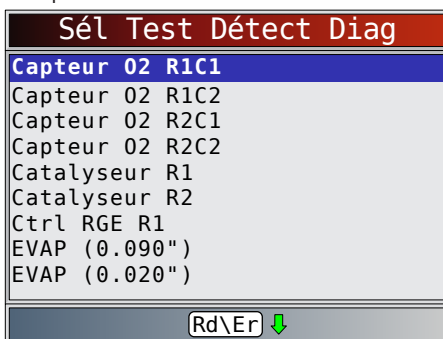 Sél Test Détect Diag
Capteur O2 R1C1
Capteur O2 R1C2
Capteur O2 R2C1
Capteur O2 R2C2
Catalyseur R1
Catalyseur R2
Ctrl RGE R1
EVAP (0.090")
EVAP (0.020")
Rd\Er